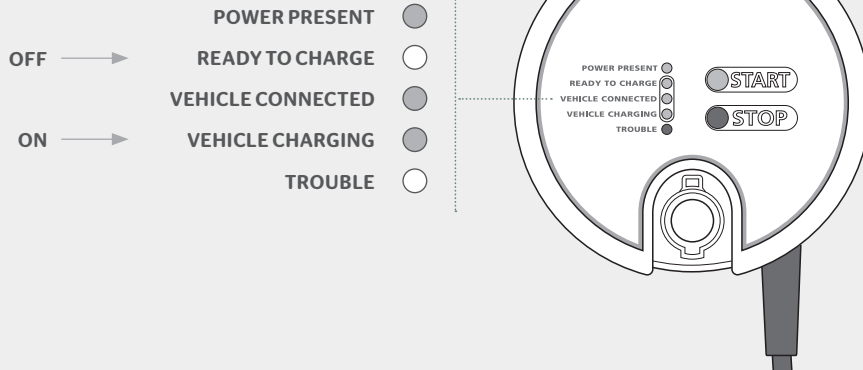 POWER PRESENT
OFF READY TO CHARGE
VEHICLE CONNECTED
ON VEHICLE CHARGING
TROUBLE
POWER PRESENT
READY TO CHARGE
VEHICLE CONNECTED
VEHICLE CHARGING
TROUBLE
START
STOP